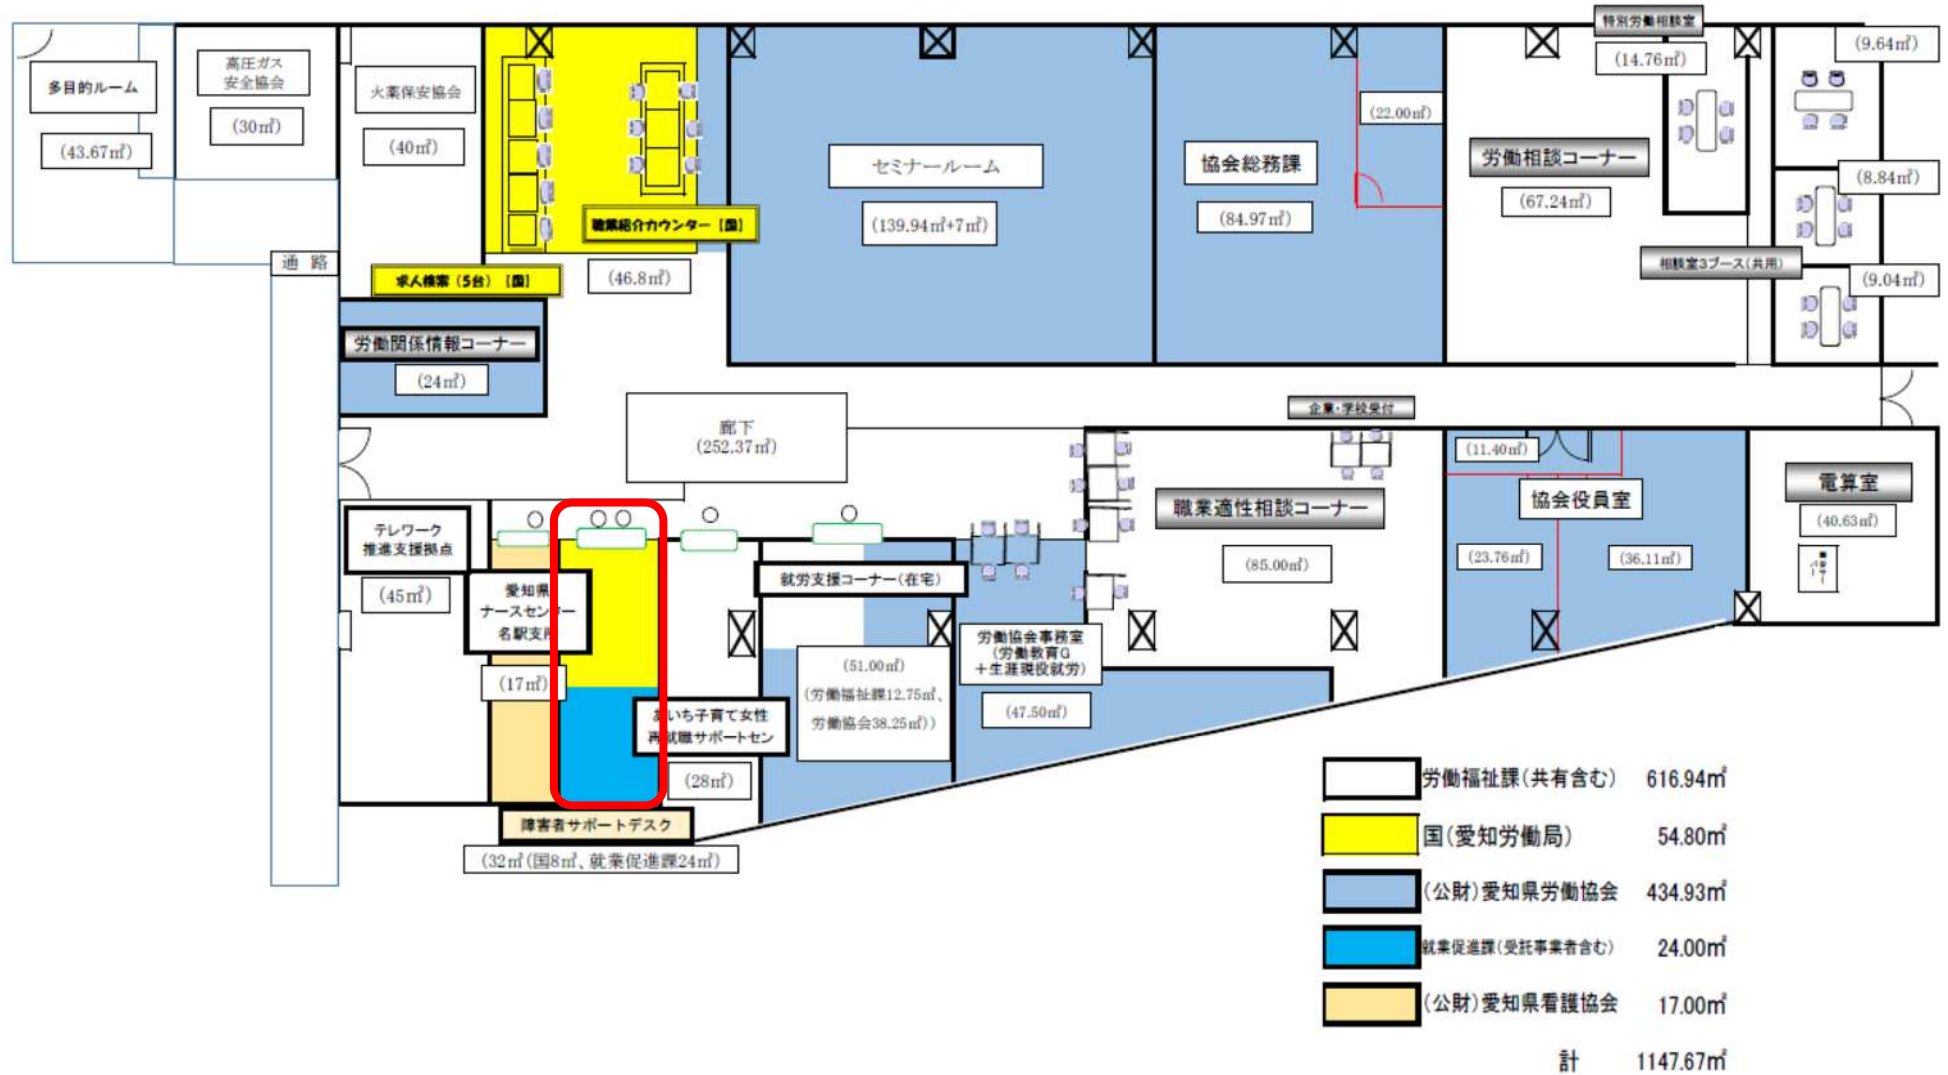 特別労働相談室
(14.76㎡)
(9.64㎡)
多目的ルーム
(43.67㎡)
高圧ガス
安全協会
(30㎡)
火薬保安協会
(40㎡)
(22.00㎡)
セミナールーム
(139.94㎡+7㎡)
協会総務課
(84.97㎡)
労働相談コーナー
(67.24㎡)
(8.84㎡)
職業紹介カウンター【国】
(46.8㎡)
通 路
求人検索(5台)【国】
相談室3ブース(共用)
(9.04㎡)
労働関係情報コーナー
(24㎡)
廊下
(252.37㎡)
企業・学校受付
(11.40㎡)
協会役員室
(23.76㎡)
(36.11㎡)
電算室
(40.63㎡)
職業適性相談コーナー
(85.00㎡)
テレワーク
推進支援拠点
(45㎡)
愛知県
ナースセンター
名駅支所
(17㎡)
就労支援コーナー(在宅)
(51.00㎡)
(労働福祉課12.75㎡、
労働協会38.25㎡))
労働協会事務室
(労働教育G
+生涯現役就労)
(47.50㎡)
あいち子育て女性
再就職サポートセン
(28㎡)
障害者サポートデスク
(32㎡(国8㎡、就業促進課24㎡)
労働福祉課(共有含む) 616.94㎡
国(愛知労働局) 54.80㎡
(公財)愛知県労働協会 434.93㎡
就業促進課(受託事業者含む) 24.00㎡
(公財)愛知県看護協会 17.00㎡
計 1147.67㎡